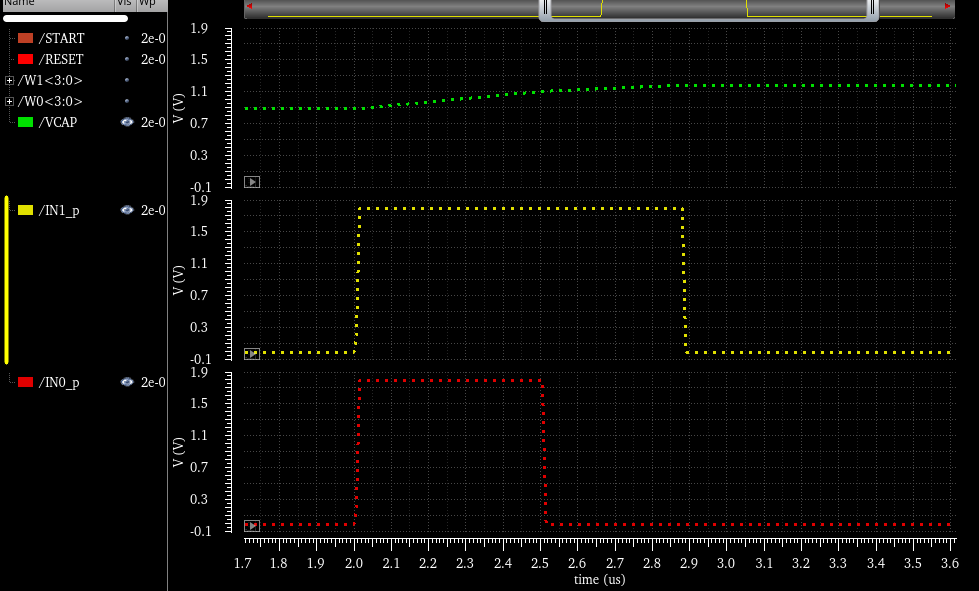 Name Vis Wp
/START 2e-0
/RESET 2e-0
/W1<3:0>
/W0<3:0>
/VCAP 2e-0
/IN1_p 2e-0
/IN0_p 2e-0
1.9
1.5
1.1
0.7
0.3
-0.1
V (V)
1.9
1.5
1.1
0.7
0.3
-0.1
V (V)
1.9
1.5
1.1
0.7
0.3
-0.1
V (V)
1.7 1.8 1.9 2.0 2.1 2.2 2.3 2.4 2.5 2.6 2.7 2.8 2.9 3.0 3.1 3.2 3.3 3.4 3.5 3.6
time (us)